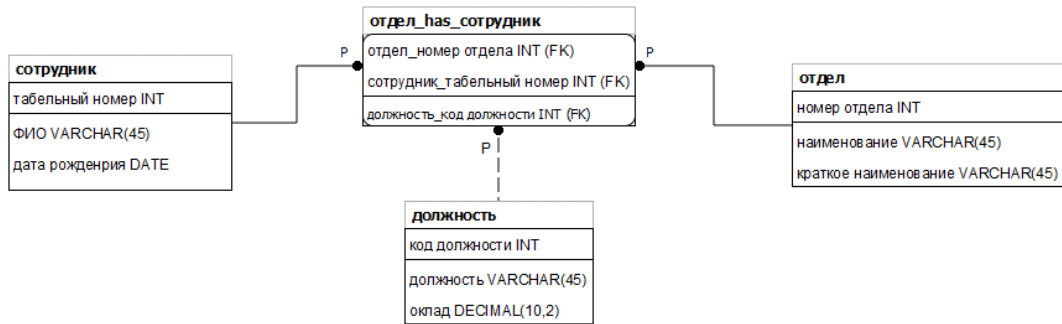 отдел_has_сотрудник
отдел_номер отдела INT (FK)
сотрудник_табельный номер INT (FK)
должность_код должности INT (FK)
P
P
P
сотрудник
табельный номер INT
ФИО VARCHAR(45)
дата рожденрия DATE
отдел
номер отдела INT
наименование VARCHAR(45)
краткое наименование VARCHAR(45)
должность
код должности INT
должность VARCHAR(45)
оклад DECIMAL(10,2)